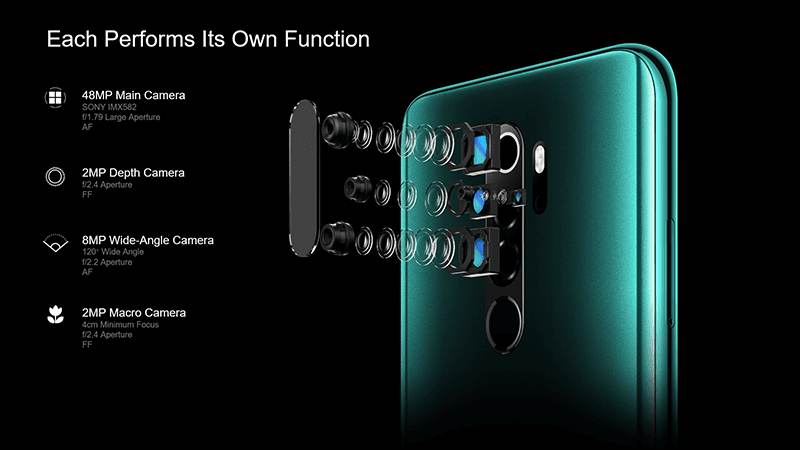 Each Performs Its Own Function
48MP Main Camera
SONY IMX582
f/1.79 Large Aperture
AF
2MP Depth Camera
f/2.4 Aperture
FF
8MP Wide-Angle Camera
120° Wide Angle
f/2.2 Aperture
AF
2MP Macro Camera
4cm Minimum Focus
f/2.4 Aperture
FF